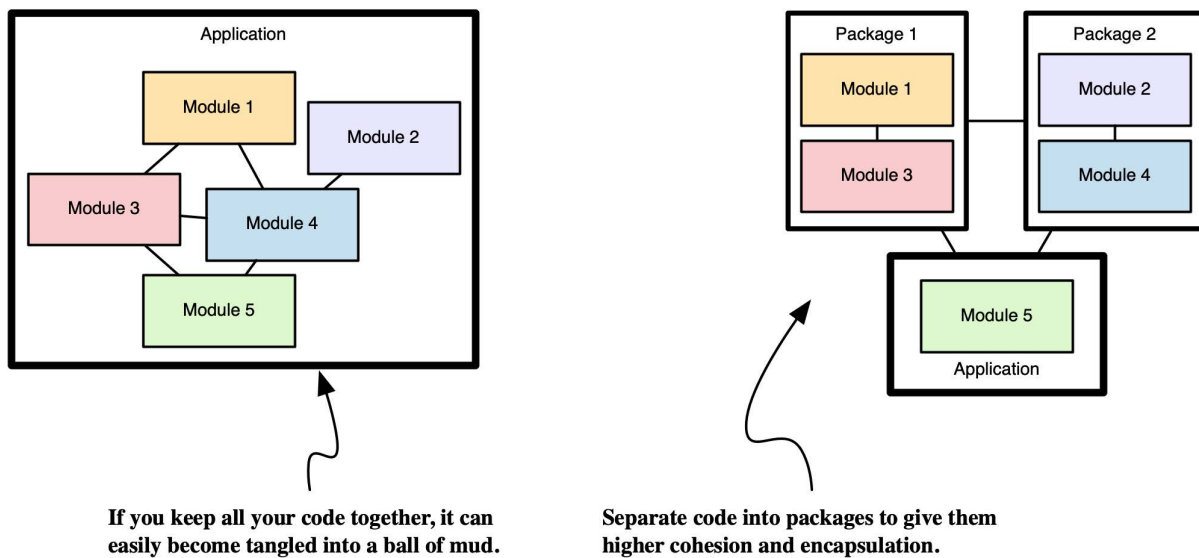 Application
Module 1
Module 2
Module 3
Module 4
Module 5
If you keep all your code together, it can
easily become tangled into a ball of mud.
Package 1
Module 1
Module 3
Package 2
Module 2
Module 4
Module 5
Application
Separate code into packages to give them
higher cohesion and encapsulation.